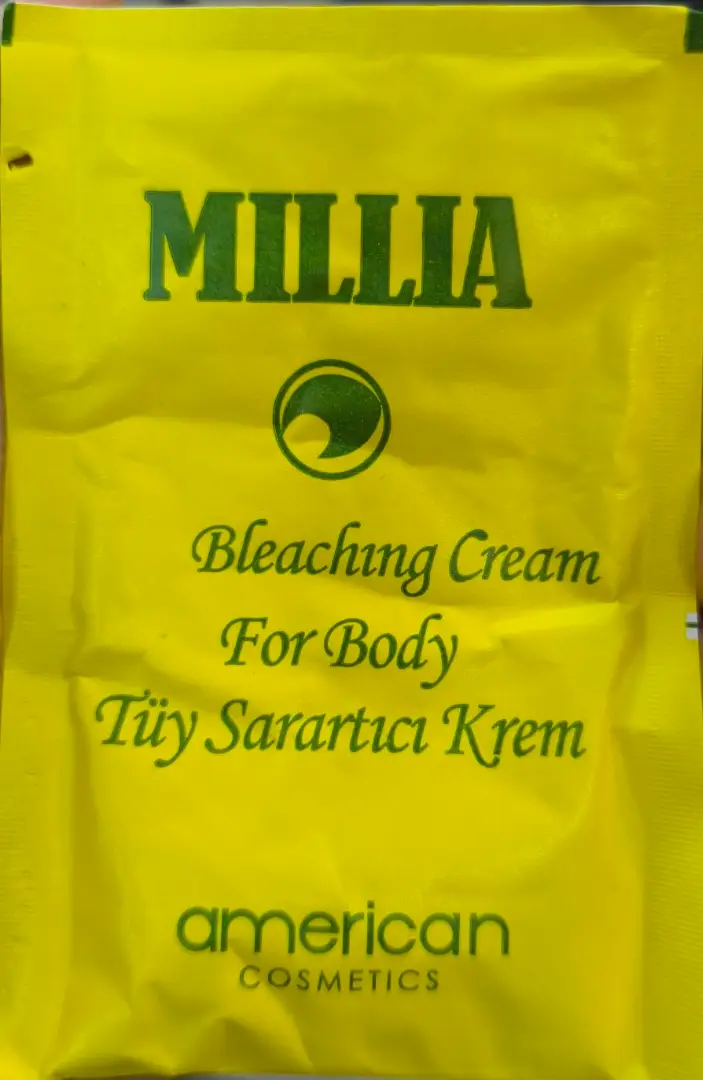 MILLIA
Bleaching Cream
For Body
Tüy Sarartıcı Krem
american
COSMETICS